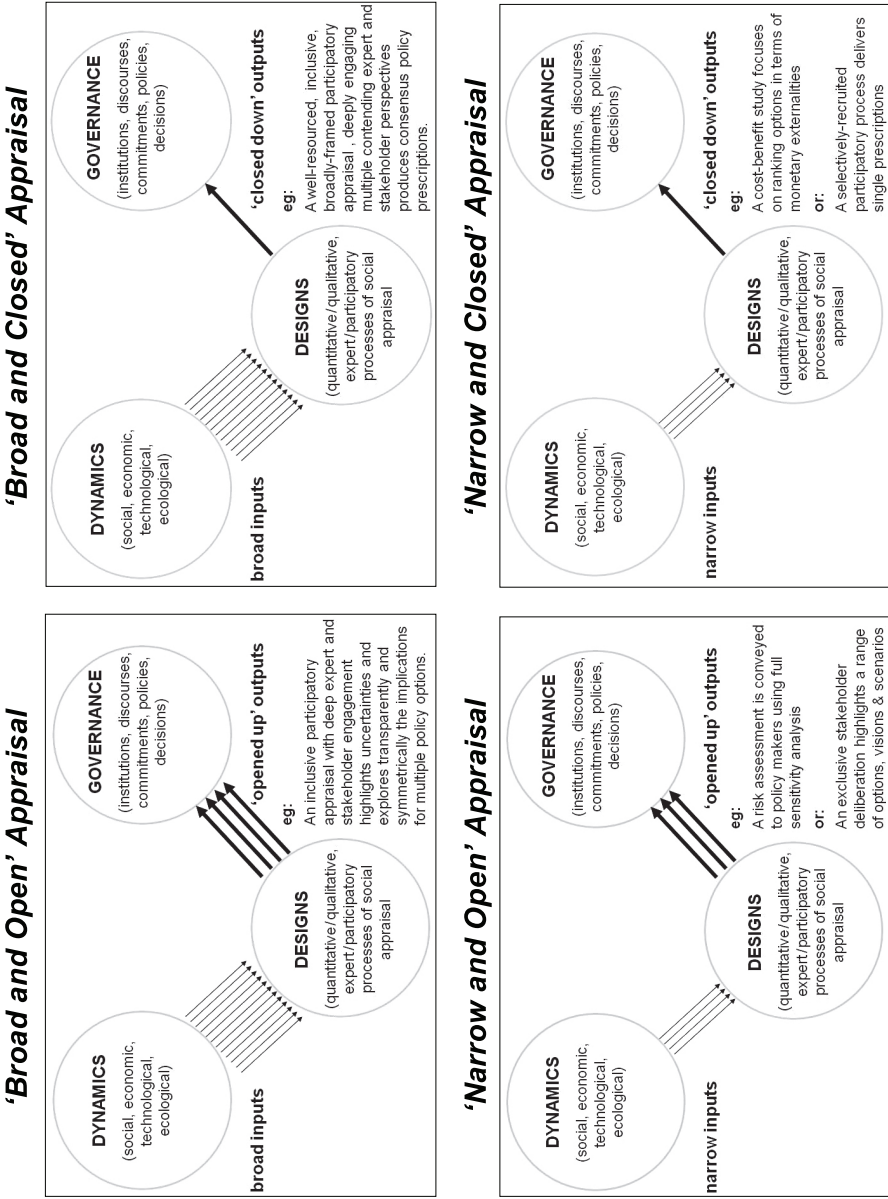 ‘Broad and Open’ Appraisal
DYNAMICS
(social, economic,
technological,
ecological)
broad inputs
DESIGNS
(quantitative/qualitative,
expert/participatory
processes of social
appraisal
GOVERNANCE
(institutions, discourses,
commitments, policies,
decisions)
‘opened up’ outputs
eg:
An inclusive participatory
appraisal with deep expert and
stakeholder engagement
highlights uncertainties and
explores transparently and
symmetrically the implications
for multiple policy options.
‘Broad and Closed’ Appraisal
DYNAMICS
(social, economic,
technological,
ecological)
broad inputs
DESIGNS
(quantitative/qualitative,
expert/participatory
processes of social
appraisal
GOVERNANCE
(institutions, discourses,
commitments, policies,
decisions)
‘closed down’ outputs
eg:
A well-resourced, inclusive,
broadly-framed participatory
appraisal , deeply engaging
multiple contending expert and
stakeholder perspectives
produces consensus policy
prescriptions.
‘Narrow and Open’ Appraisal
DYNAMICS
(social, economic,
technological,
ecological)
narrow inputs
DESIGNS
(quantitative/qualitative,
expert/participatory
processes of social
appraisal
GOVERNANCE
(institutions, discourses,
commitments, policies,
decisions)
‘opened up’ outputs
eg:
A risk assessment is conveyed
to policy makers using full
sensitivity analysis
or:
An exclusive stakeholder
deliberation highlights a range
of options, visions & scenarios
‘Narrow and Closed’ Appraisal
DYNAMICS
(social, economic,
technological,
ecological)
narrow inputs
DESIGNS
(quantitative/qualitative,
expert/participatory
processes of social
appraisal
GOVERNANCE
(institutions, discourses,
commitments, policies,
decisions)
‘closed down’ outputs
eg:
A cost-benefit study focuses
on ranking options in terms of
monetary externalities
or:
A selectively-recruited
participatory process delivers
single prescriptions